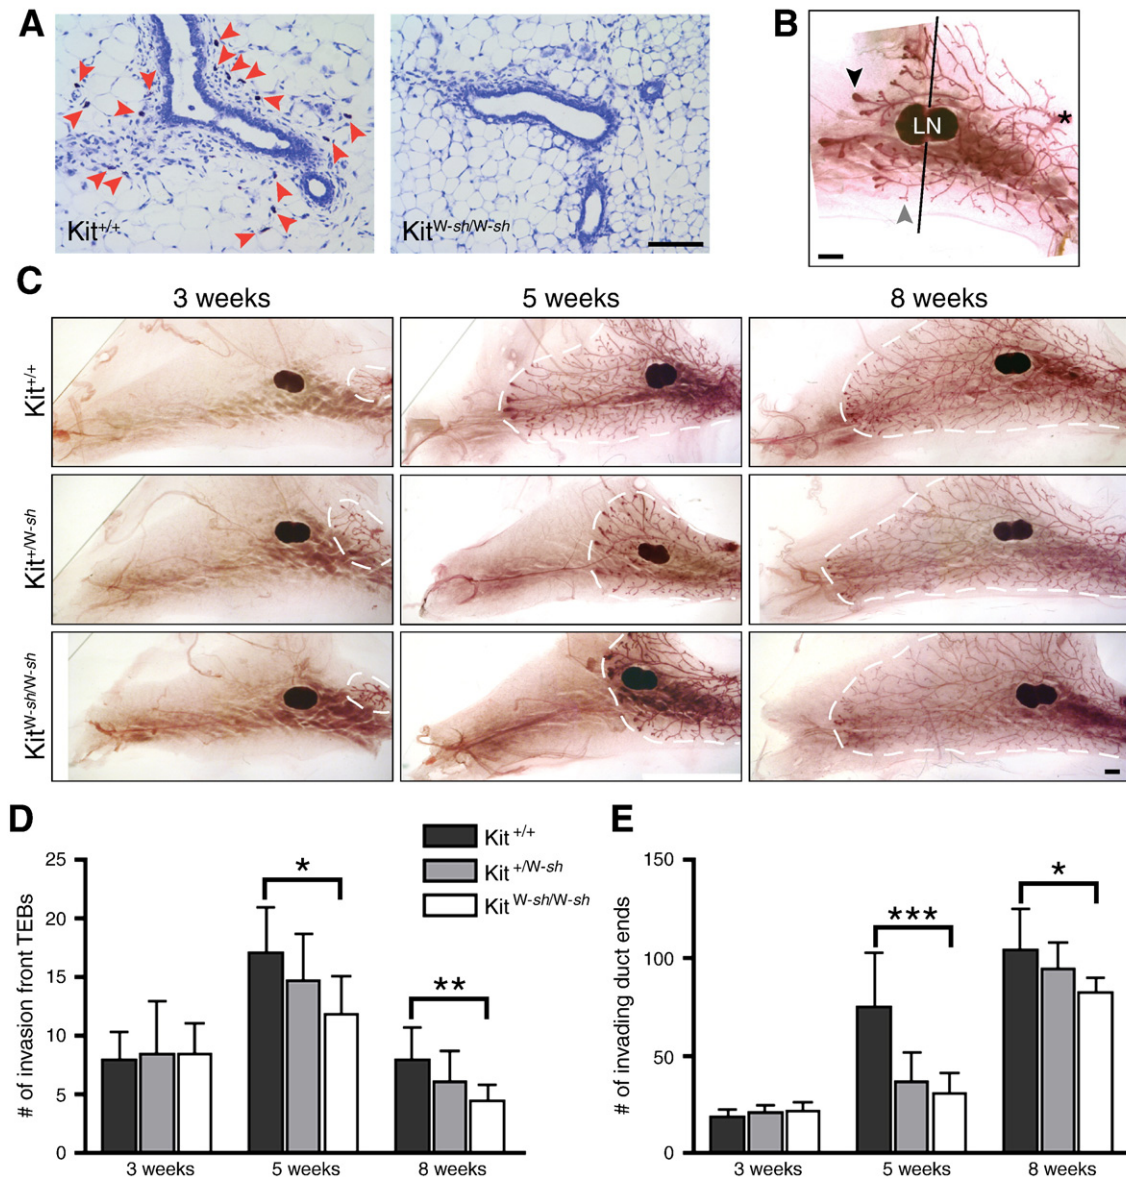 A
B
Kit+/+
KitW-sh/W-sh
LN
*
C
3 weeks
5 weeks
8 weeks
Kit+/+
Kit+/W-sh
KitW-sh/W-sh
D
E
Kit +/+
Kit +/W-sh
Kit W-sh/W-sh
# of invasion front TEBs
25
20
15
10
5
0
*
**
3 weeks
5 weeks
8 weeks
# of invading duct ends
150
100
50
0
***
*
3 weeks
5 weeks
8 weeks